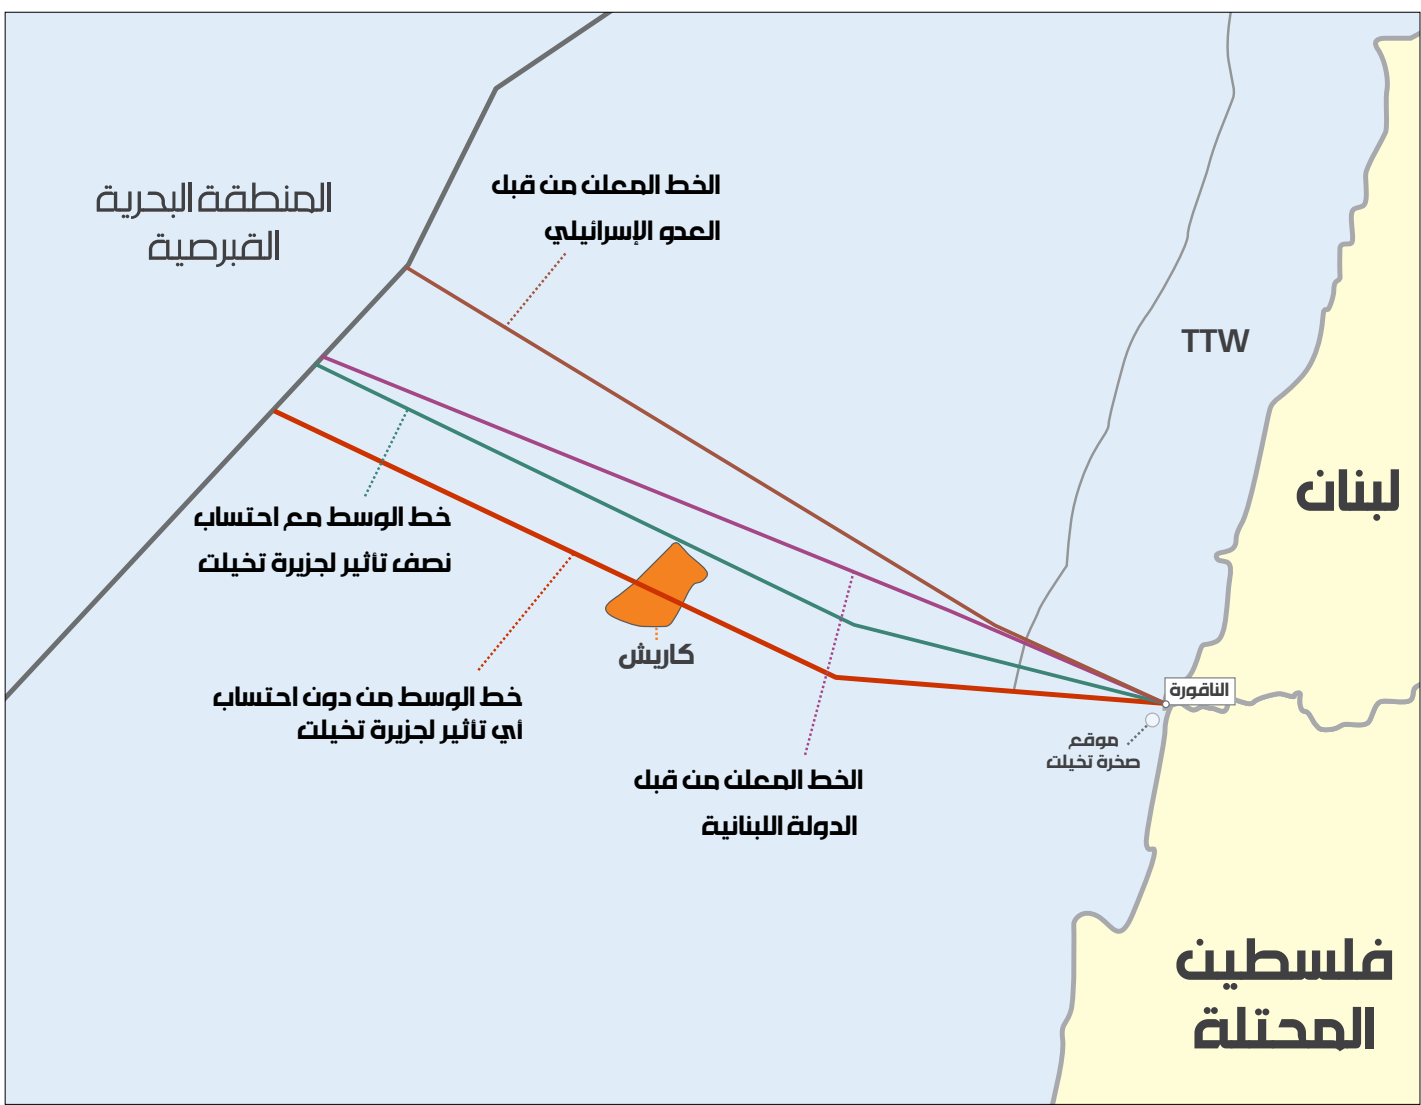 الخط المعلن من قبل
العدو الإسرائيلي
المنطقة البحرية
القبرصية
TTW
لبنان
خط الوسط مع احتساب
نصف تأثير لجزيرة تخيلت
كاريش
خط الوسط من دون احتساب
أي تأثير لجزيرة تخيلت
الناقورة
موقع
صخرة تخيلت
الخط المعلن من قبل
الدولة اللبنانية
فلسطين
المحتلة